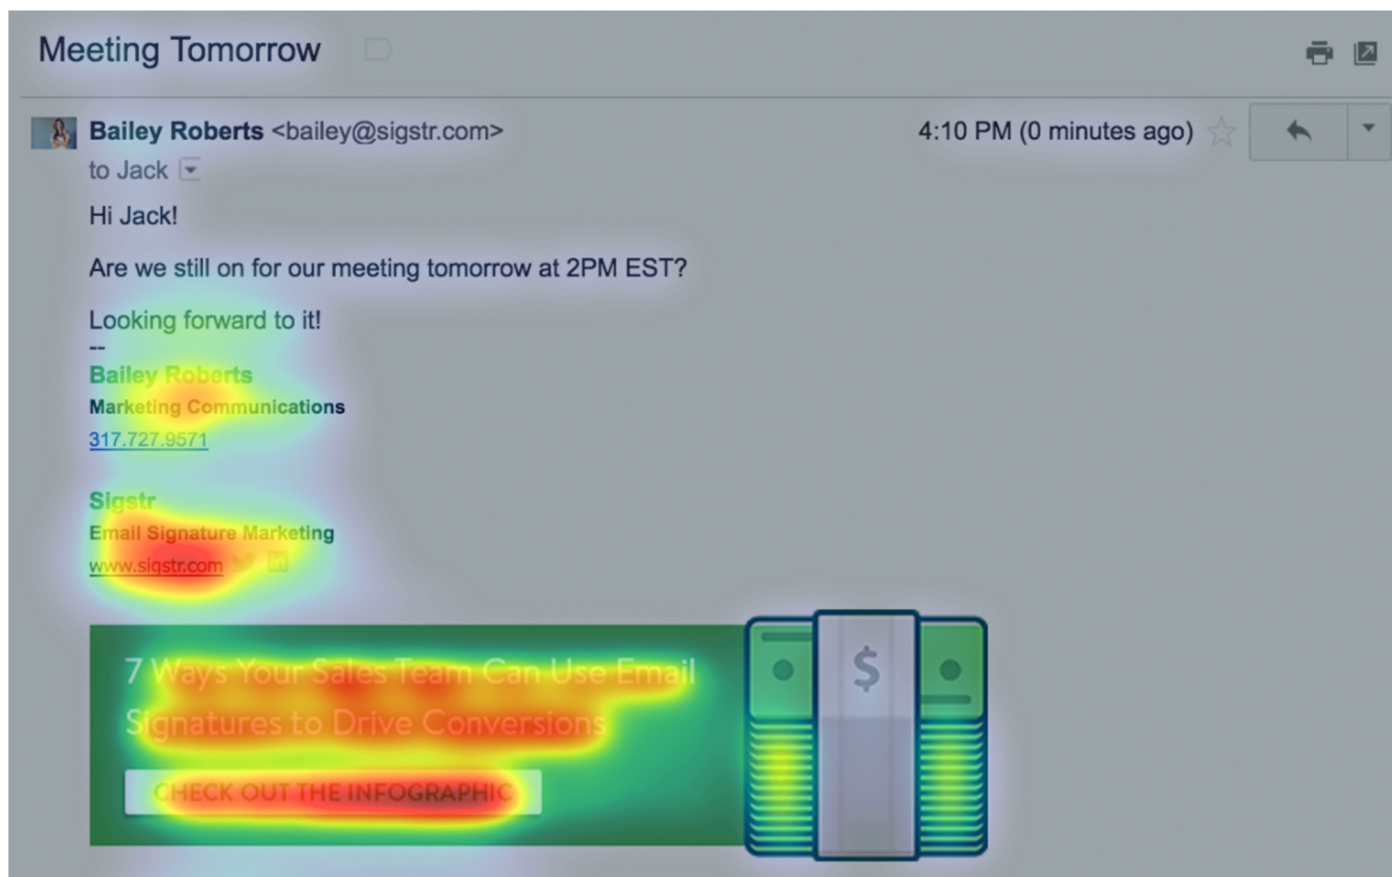 Meeting Tomorrow
Bailey Roberts <bailey@sigstr.com>
4:10 PM (0 minutes ago)
to Jack
Hi Jack!
Are we still on for our meeting tomorrow at 2PM EST?
Looking forward to it!
--
Bailey Roberts
Marketing Communications
317.727.9571
Sigstr
Email Signature Marketing
www.sigstr.com
in
7 Ways Your Sales Team Can Use Email
Signatures to Drive Conversions
CHECK OUT THE INFOGRAPHIC
$